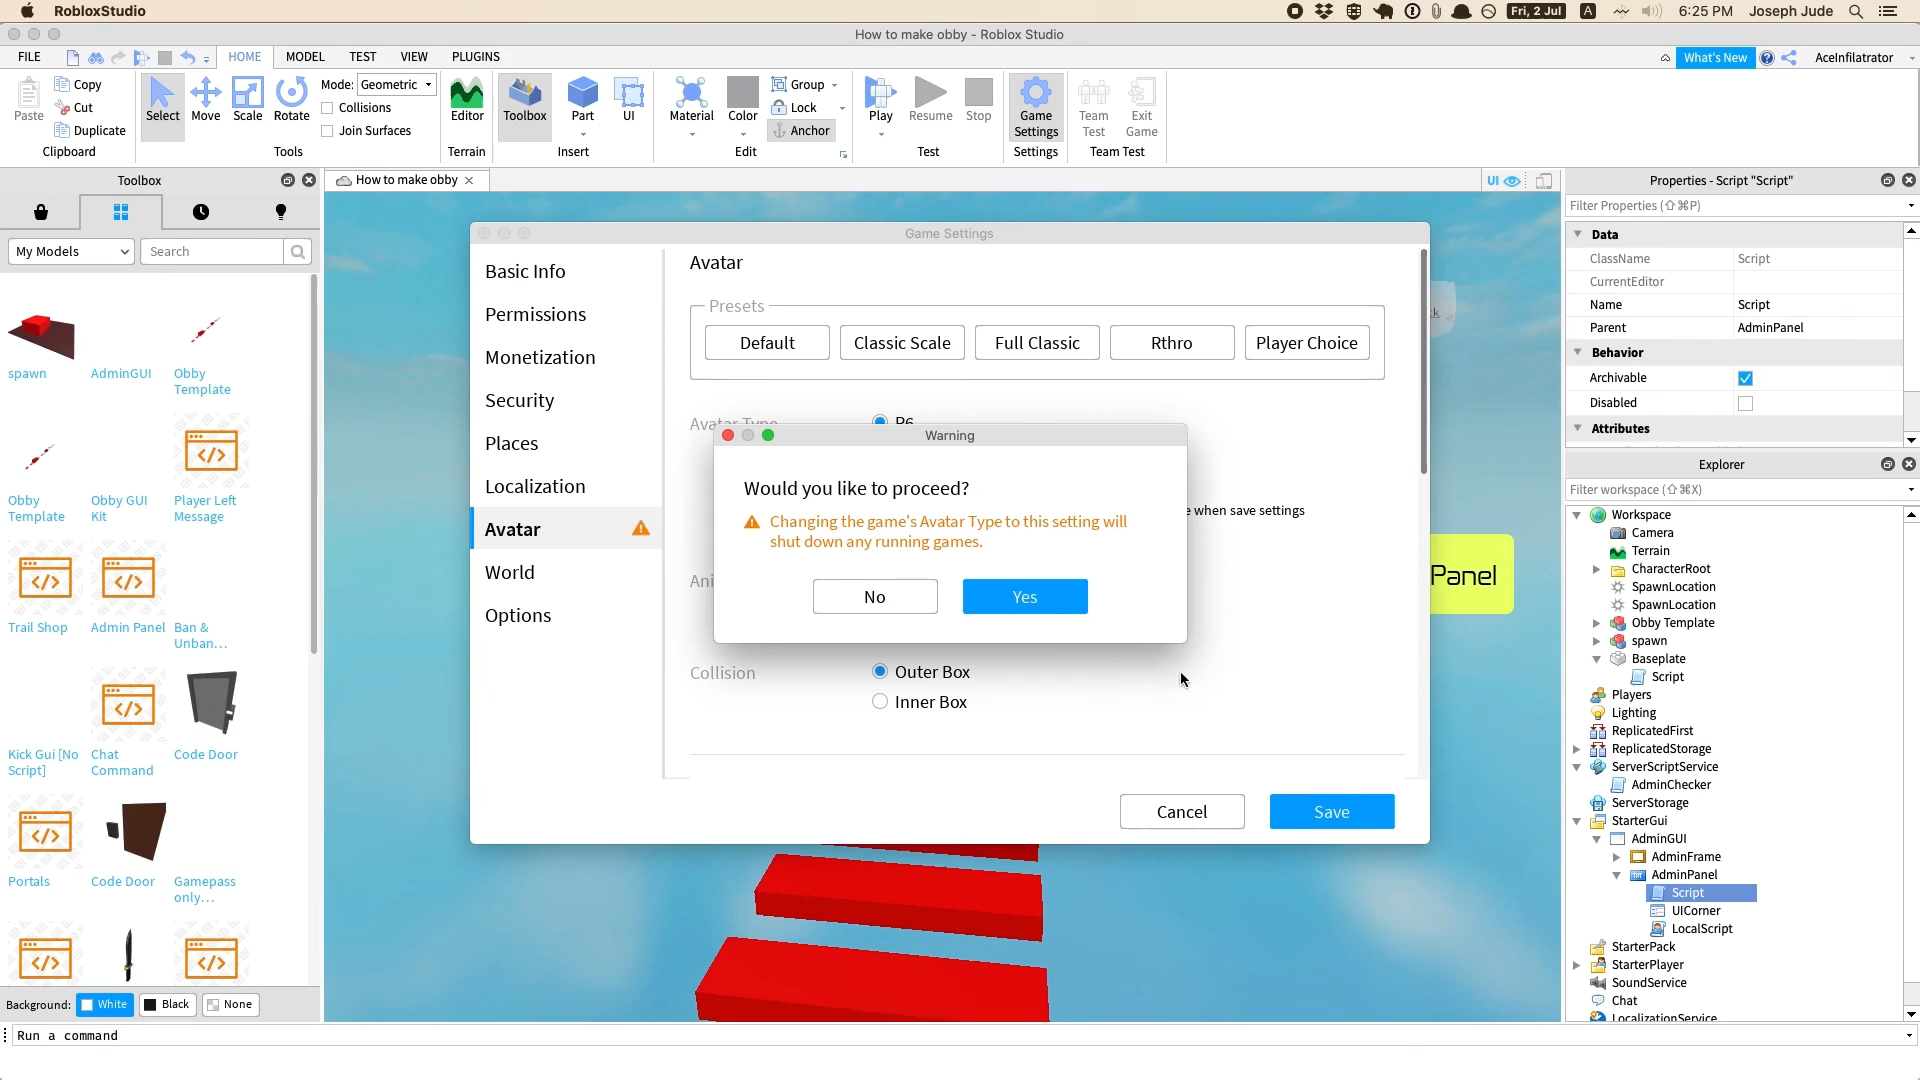 RobloxStudio
Fri, 2 Jul
A
6:25 PM
Joseph Jude
How to make obby - Roblox Studio
FILE
HOME
MODEL
TEST
VIEW
PLUGINS
What's New
AceInfilatrator
Paste
Copy
Cut
Duplicate
Clipboard
Select
Move
Scale
Rotate
Mode: Geometric
Collisions
Join Surfaces
Tools
Editor
Terrain
Toolbox
Part
UI
Insert
Material
Color
Group
Lock
Anchor
Edit
Play
Resume
Stop
Test
Game
Settings
Settings
Team
Test
Exit
Game
Team Test
Toolbox
My Models
Search
spawn
AdminGUI
Obby
Template
Obby
Template
Obby GUI
Kit
Player Left
Message
Trail Shop
Admin Panel
Ban &
Unban...
Kick Gui [No
Script]
Chat
Command
Code Door
Portals
Code Door
Gamepass
only...
Background: White Black None
Run a command
How to make obby
UI
Game Settings
Basic Info
Permissions
Monetization
Security
Places
Localization
Avatar
World
Options
Avatar
Presets
Default
Classic Scale
Full Classic
Rthro
Player Choice
Avatar Type
R6
Warning
Would you like to proceed?
Changing the game's Avatar Type to this setting will
shut down any running games.
No
Yes
when save settings
Collision
Outer Box
Inner Box
Cancel
Save
Panel
Properties - Script "Script"
Filter Properties (⇧⌘P)
Data
ClassName Script
CurrentEditor
Name Script
Parent AdminPanel
Behavior
Archivable
Disabled
Attributes
Explorer
Filter workspace (⇧⌘X)
Workspace
Camera
Terrain
CharacterRoot
SpawnLocation
SpawnLocation
Obby Template
spawn
Baseplate
Script
Players
Lighting
ReplicatedFirst
ReplicatedStorage
ServerScriptService
AdminChecker
ServerStorage
StarterGui
AdminGUI
AdminFrame
AdminPanel
Script
UICorner
LocalScript
StarterPack
StarterPlayer
SoundService
Chat
LocalizationService